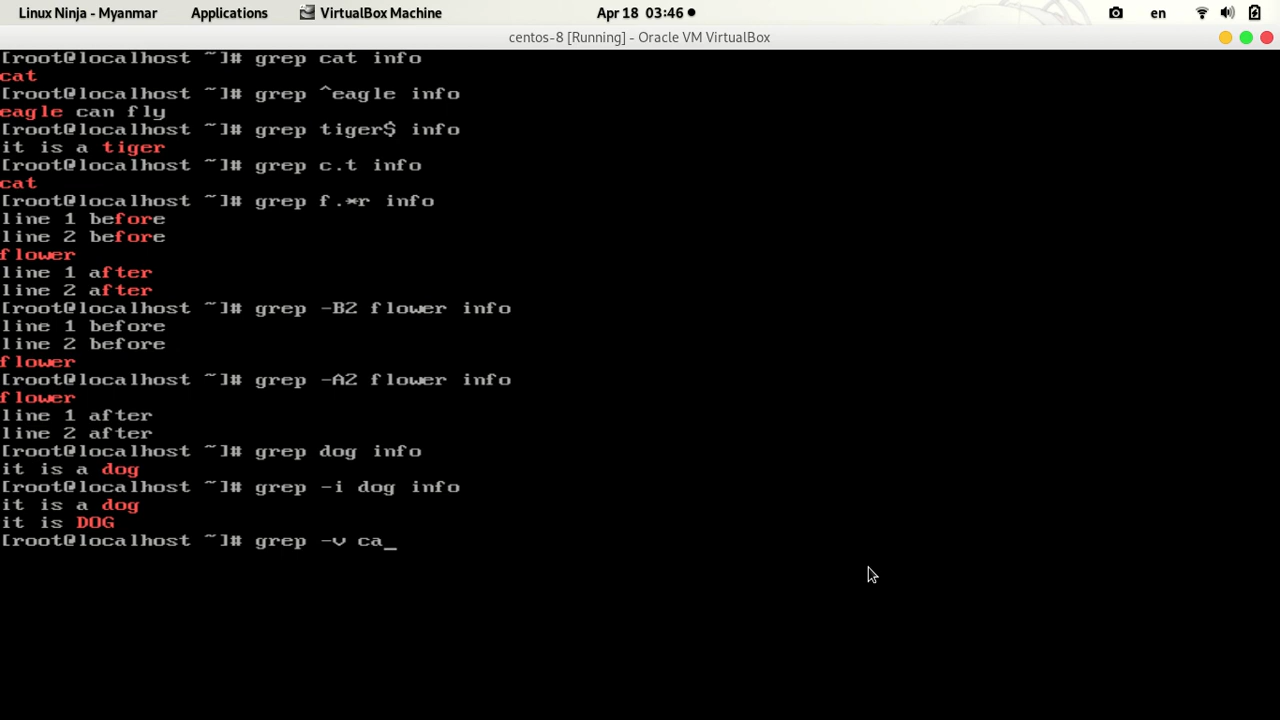 Linux Ninja - Myanmar Applications VirtualBox Machine Apr 18 03:46 en
centos-8 [Running] - Oracle VM VirtualBox
[root@localhost ~]# grep cat info
cat
[root@localhost ~]# grep ^eagle info
eagle can fly
[root@localhost ~]# grep tiger$ info
it is a tiger
[root@localhost ~]# grep c.t info
cat
[root@localhost ~]# grep f.*r info
line 1 before
line 2 before
flower
line 1 after
line 2 after
[root@localhost ~]# grep -B2 flower info
line 1 before
line 2 before
flower
[root@localhost ~]# grep -A2 flower info
flower
line 1 after
line 2 after
[root@localhost ~]# grep dog info
it is a dog
[root@localhost ~]# grep -i dog info
it is a dog
it is DOG
[root@localhost ~]# grep -v ca_